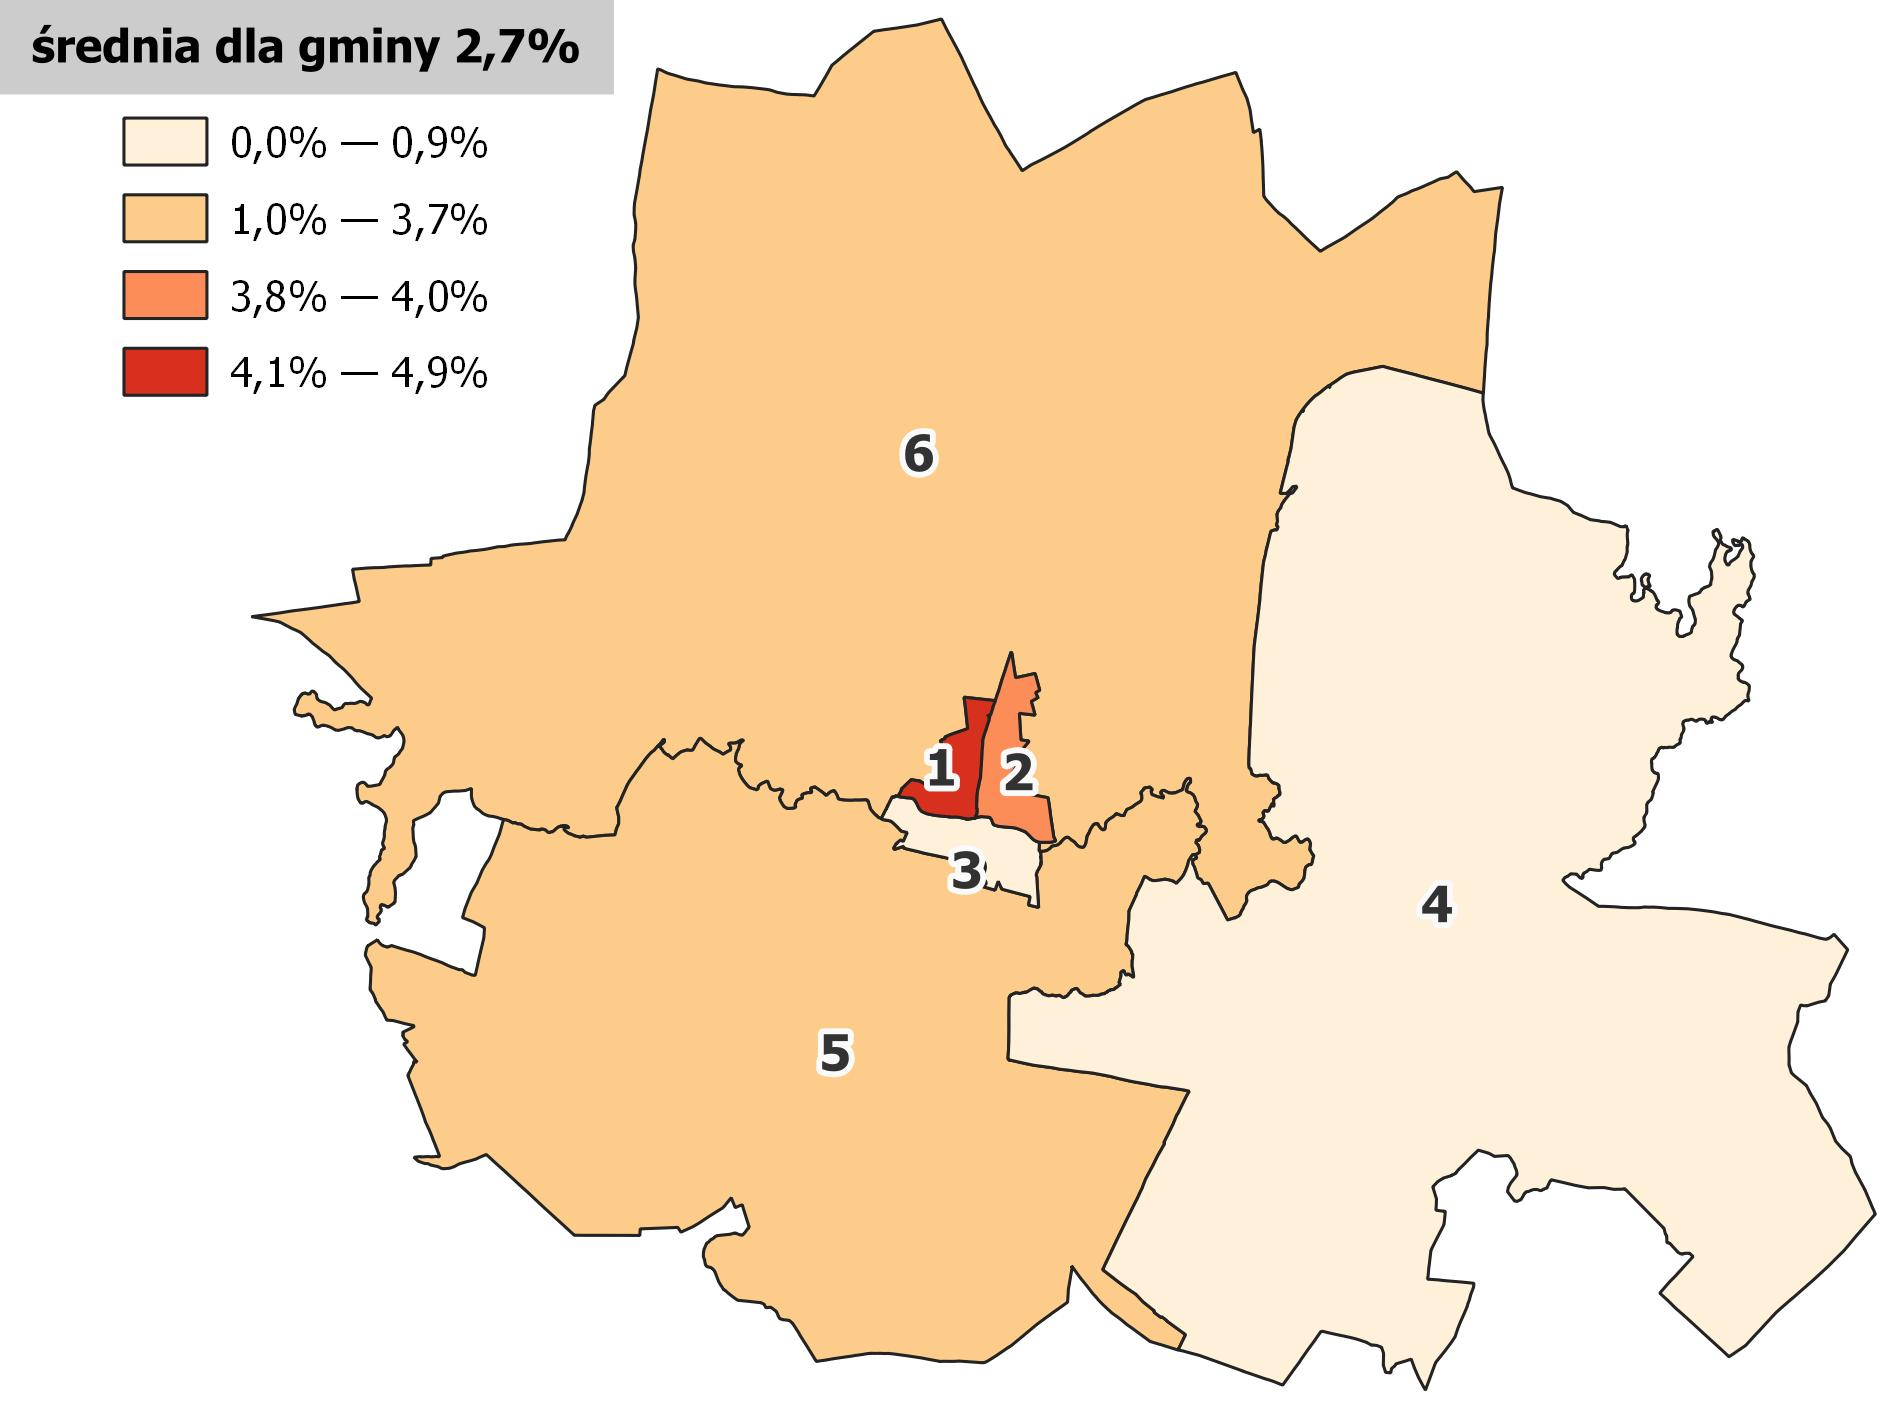 średnia dla gminy 2,7%
0,0% — 0,9%
1,0% — 3,7%
3,8% — 4,0%
4,1% — 4,9%
6
1
2
3
4
5